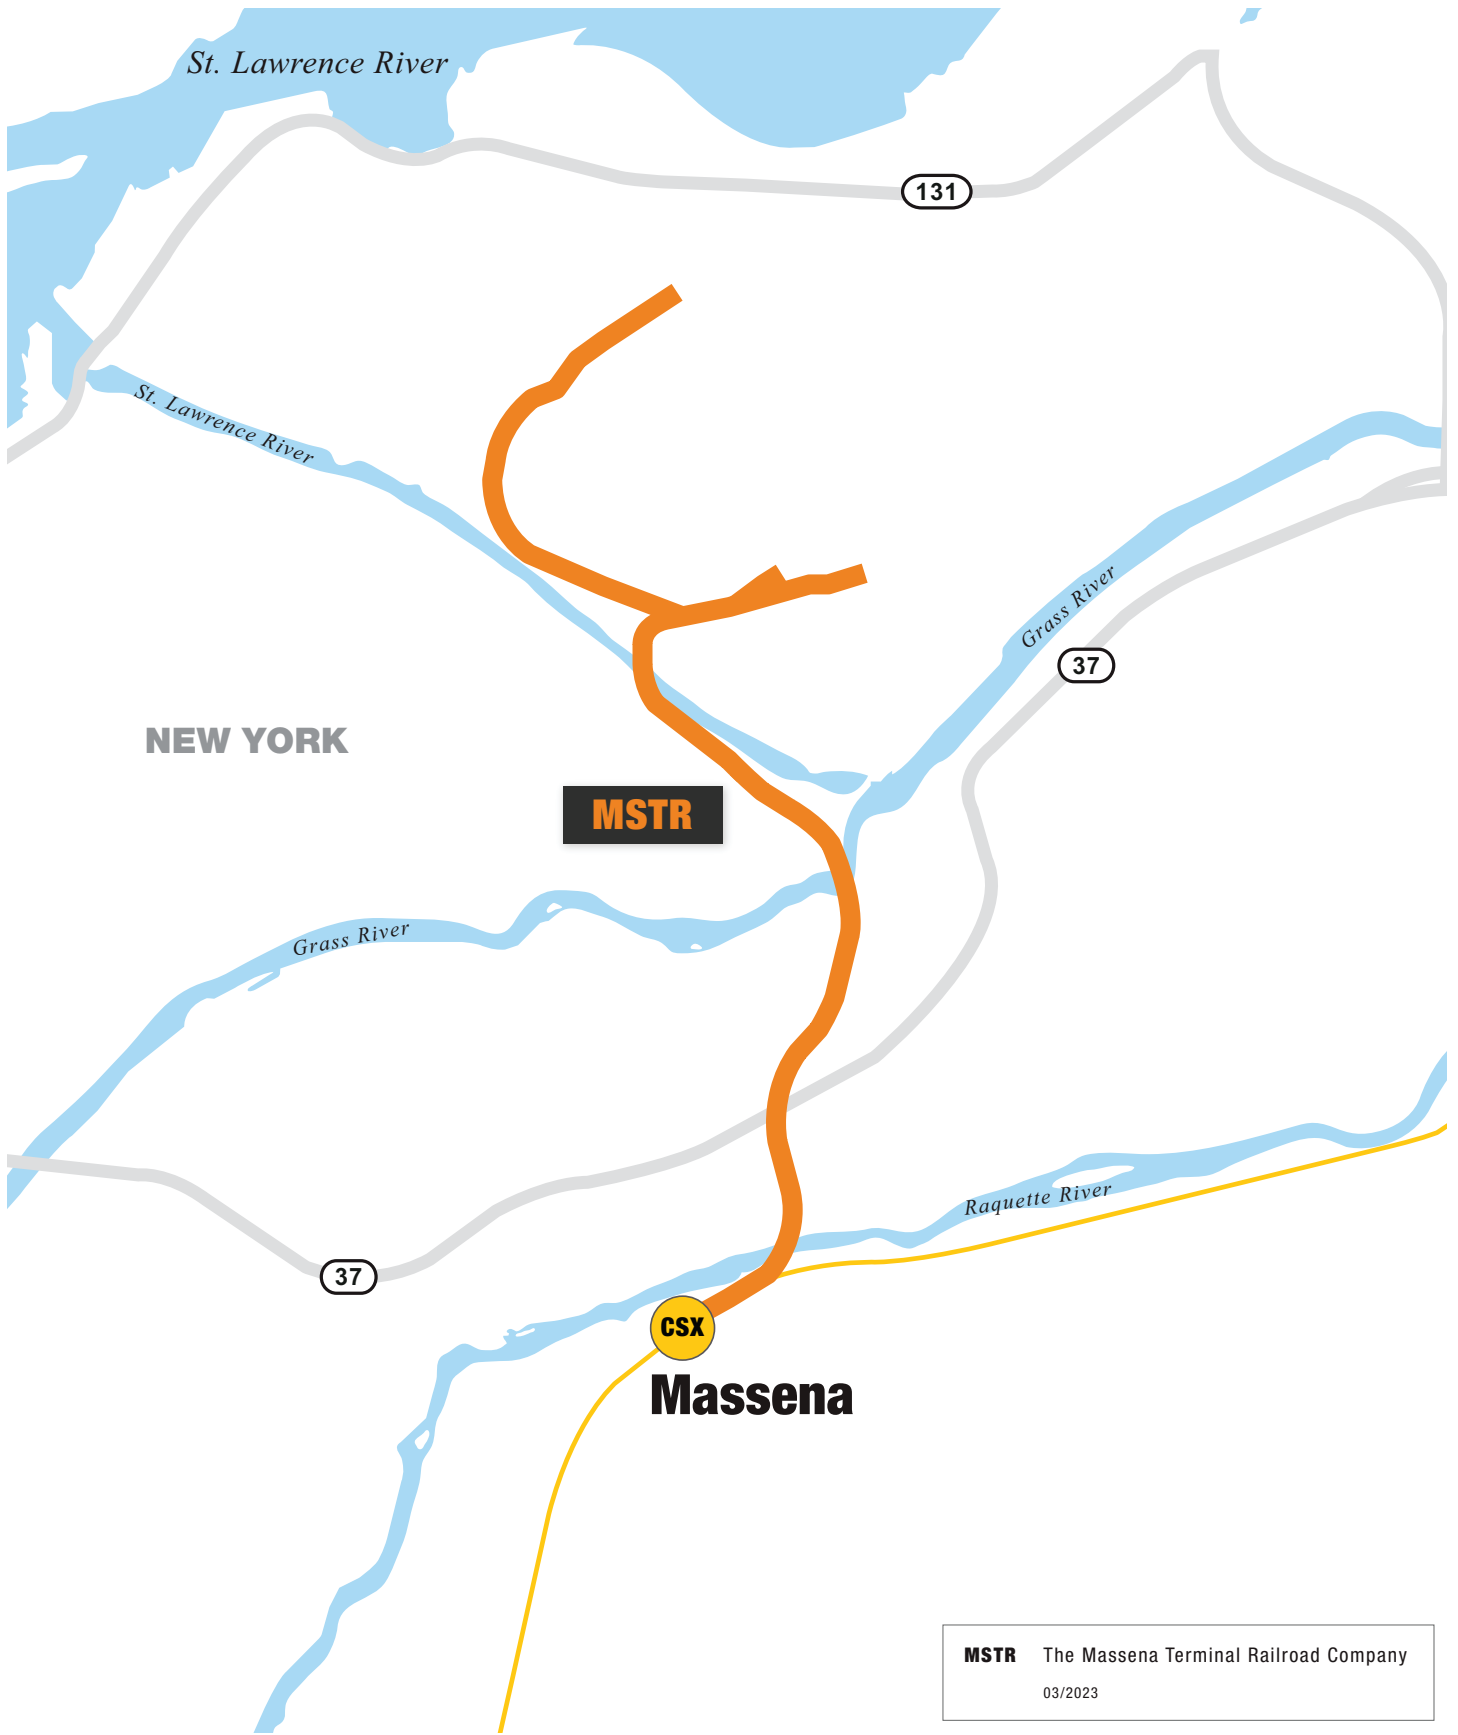 St. Lawrence River
131
St. Lawrence River
Grass River
37
NEW YORK
MSTR
Grass River
Raquette River
37
CSX
Massena
MSTR The Massena Terminal Railroad Company
03/2023